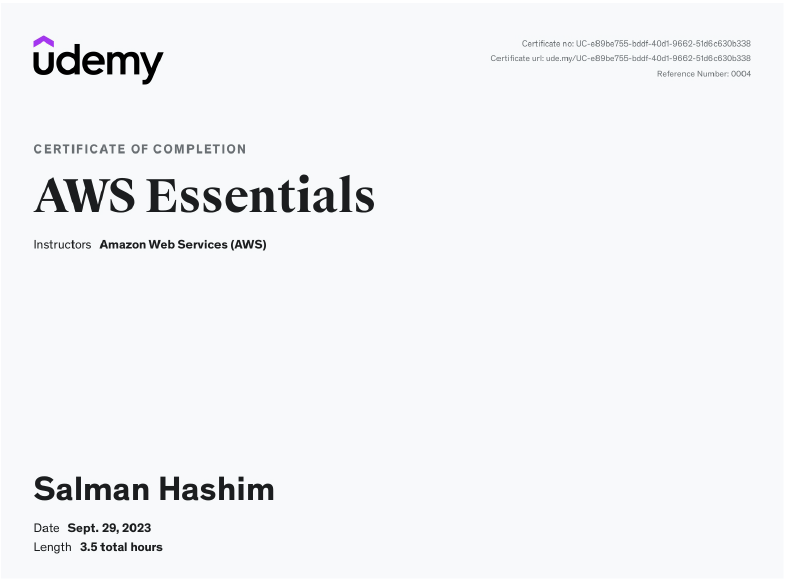 udemy
Certificate no: UC-e89be755-bddf-40d1-9662-51d6c630b338
Certificate url: ude.my/UC-e89be755-bddf-40d1-9662-51d6c630b338
Reference Number: 0004
CERTIFICATE OF COMPLETION
AWS Essentials
Instructors Amazon Web Services (AWS)
Salman Hashim
Date Sept. 29, 2023
Length 3.5 total hours